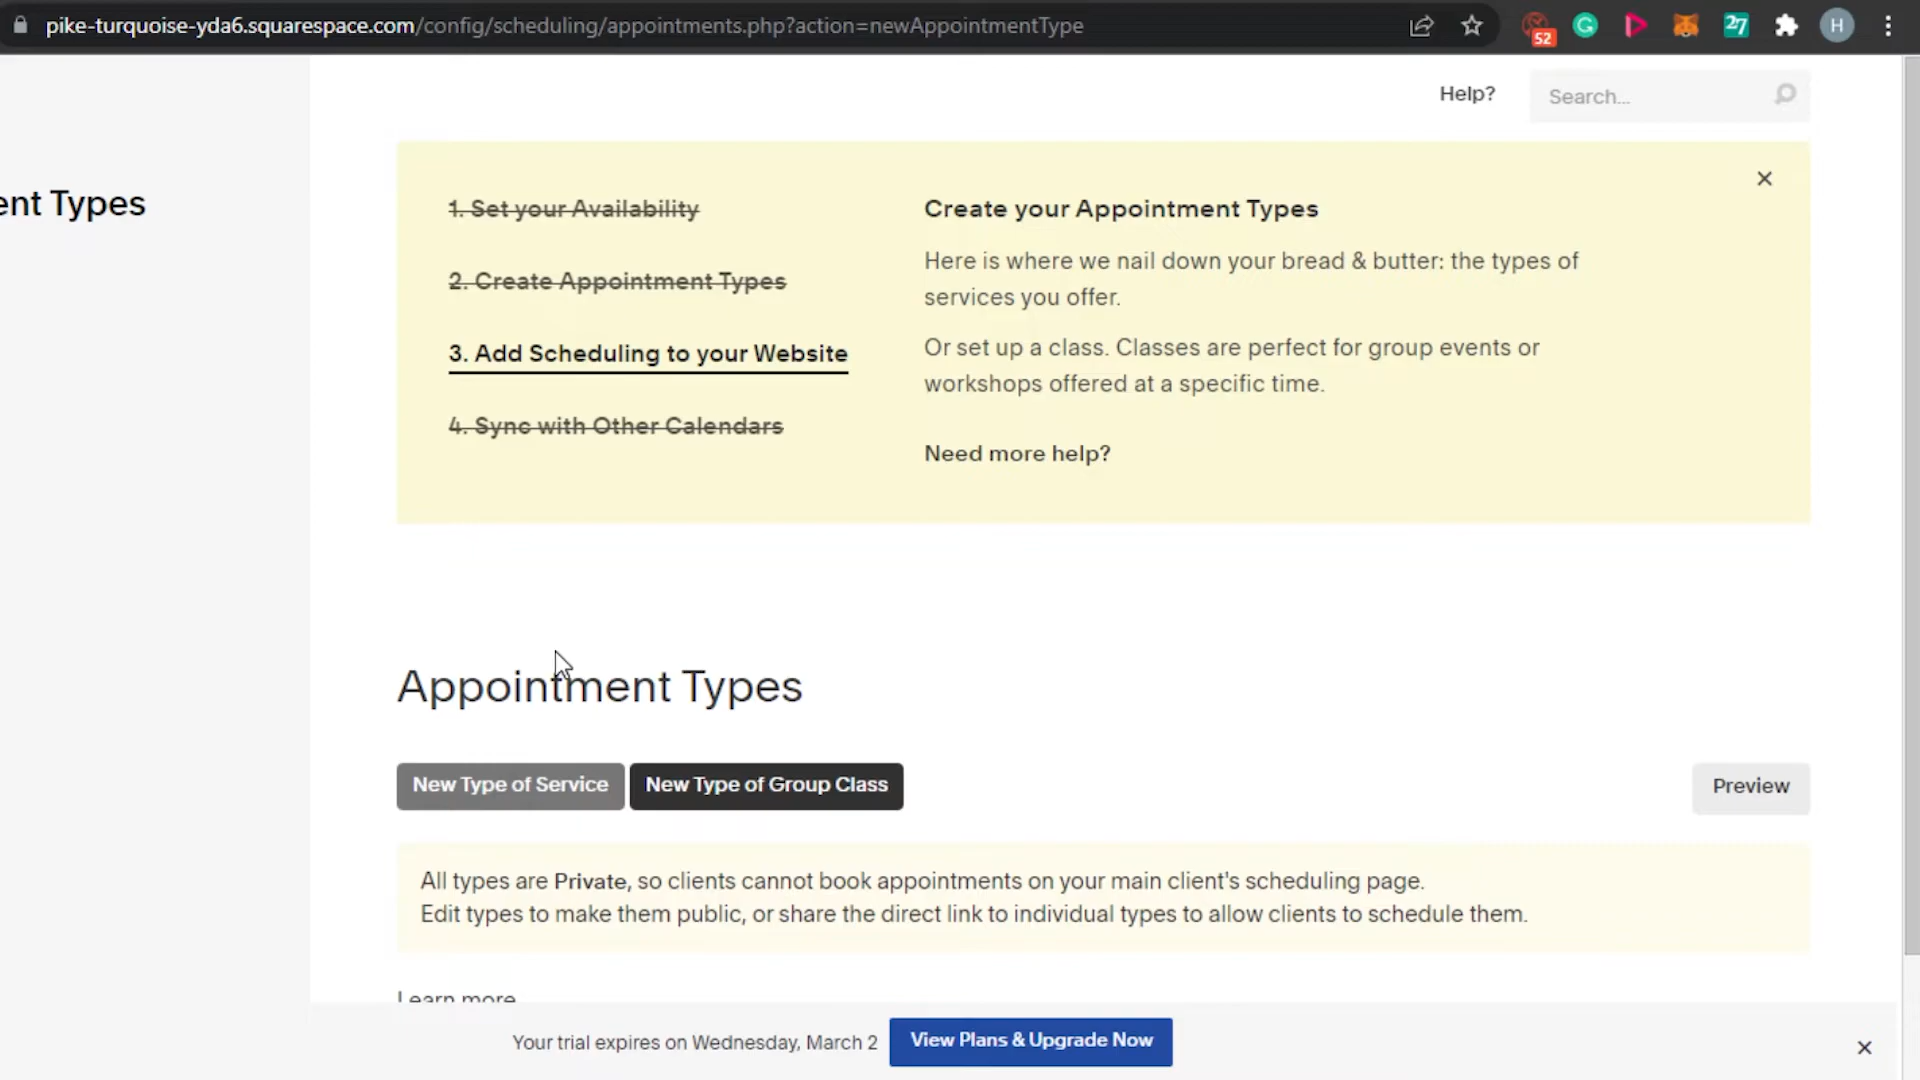 pike-turquoise-yda6.squarespace.com/config/scheduling/appointments.php?action=newAppointmentType
52
27
H
Help?
Search...
ent Types
1. Set your Availability
2. Create Appointment Types
3. Add Scheduling to your Website
4. Sync with Other Calendars
Create your Appointment Types
Here is where we nail down your bread & butter: the types of
services you offer.
Or set up a class. Classes are perfect for group events or
workshops offered at a specific time.
Need more help?
Appointment Types
New Type of Service
New Type of Group Class
Preview
All types are Private, so clients cannot book appointments on your main client's scheduling page.
Edit types to make them public, or share the direct link to individual types to allow clients to schedule them.
Learn more
Your trial expires on Wednesday, March 2
View Plans & Upgrade Now